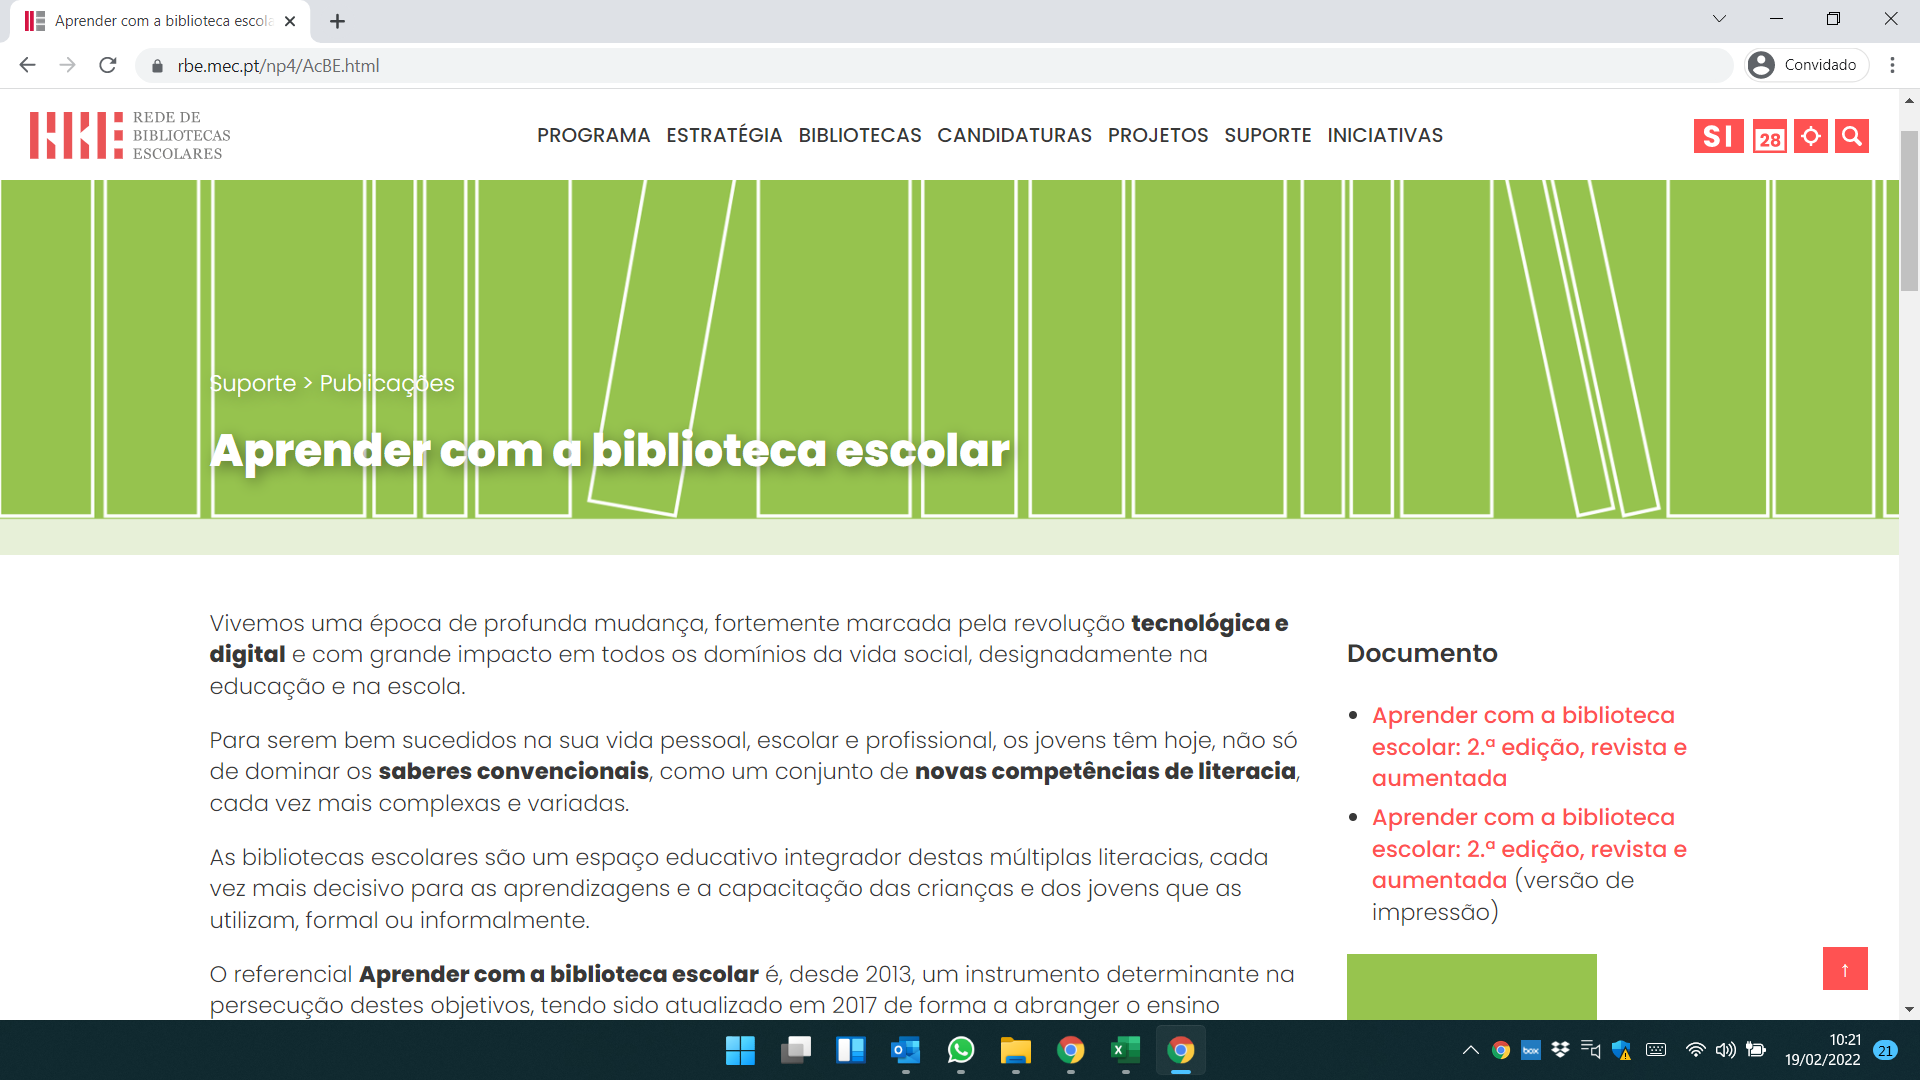 Aprender com a biblioteca escola
rbe.mec.pt/np4/AcBE.html
Convidado
REDE DE
BIBLIOTECAS
ESCOLARES
PROGRAMA ESTRATÉGIA BIBLIOTECAS CANDIDATURAS PROJETOS SUPORTE INICIATIVAS
SI
28
Suporte > Publicações
Aprender com a biblioteca escolar
Vivemos uma época de profunda mudança, fortemente marcada pela revolução tecnológica e
digital e com grande impacto em todos os domínios da vida social, designadamente na
educação e na escola.
Para serem bem sucedidos na sua vida pessoal, escolar e profissional, os jovens têm hoje, não só
de dominar os saberes convencionais, como um conjunto de novas competências de literacia,
cada vez mais complexas e variadas.
As bibliotecas escolares são um espaço educativo integrador destas múltiplas literacias, cada
vez mais decisivo para as aprendizagens e a capacitação das crianças e dos jovens que as
utilizam, formal ou informalmente.
O referencial Aprender com a biblioteca escolar é, desde 2013, um instrumento determinante na
persecução destes objetivos, tendo sido atualizado em 2017 de forma a abranger o ensino
Documento
Aprender com a biblioteca
escolar: 2.ª edição, revista e
aumentada
Aprender com a biblioteca
escolar: 2.ª edição, revista e
aumentada (versão de
impressão)
↑
box
10:21
19/02/2022
21